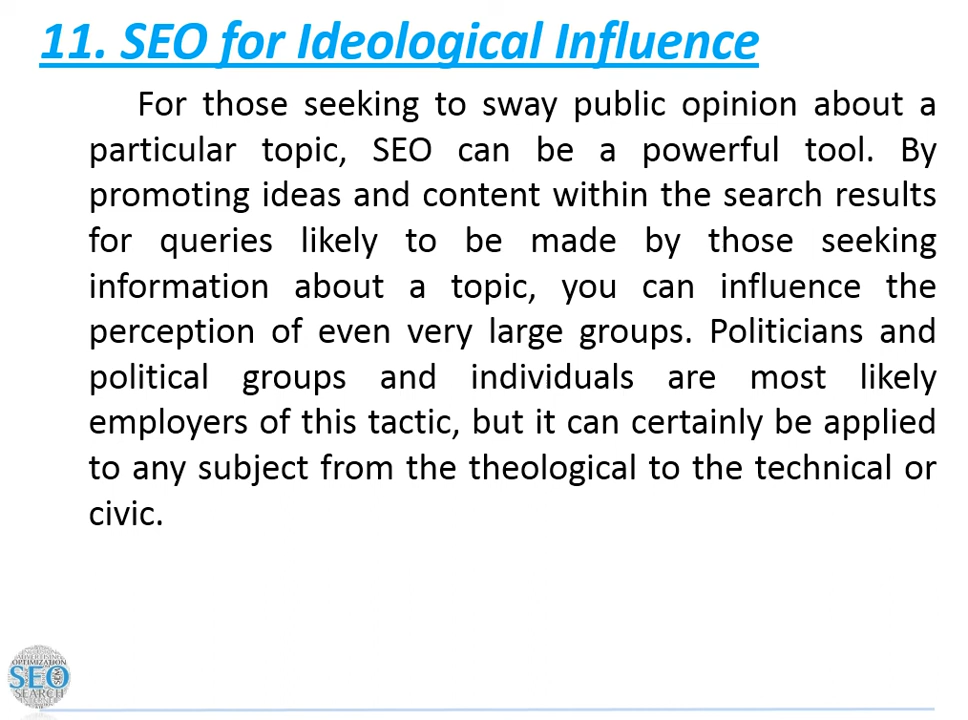 11. SEO for Ideological Influence
For those seeking to sway public opinion about a
particular topic, SEO can be a powerful tool. By
promoting ideas and content within the search results
for queries likely to be made by those seeking
information about a topic, you can influence the
perception of even very large groups. Politicians and
political groups and individuals are most likely
employers of this tactic, but it can certainly be applied
to any subject from the theological to the technical or
civic.
OPTIMIZATION
SEO
SEARCH